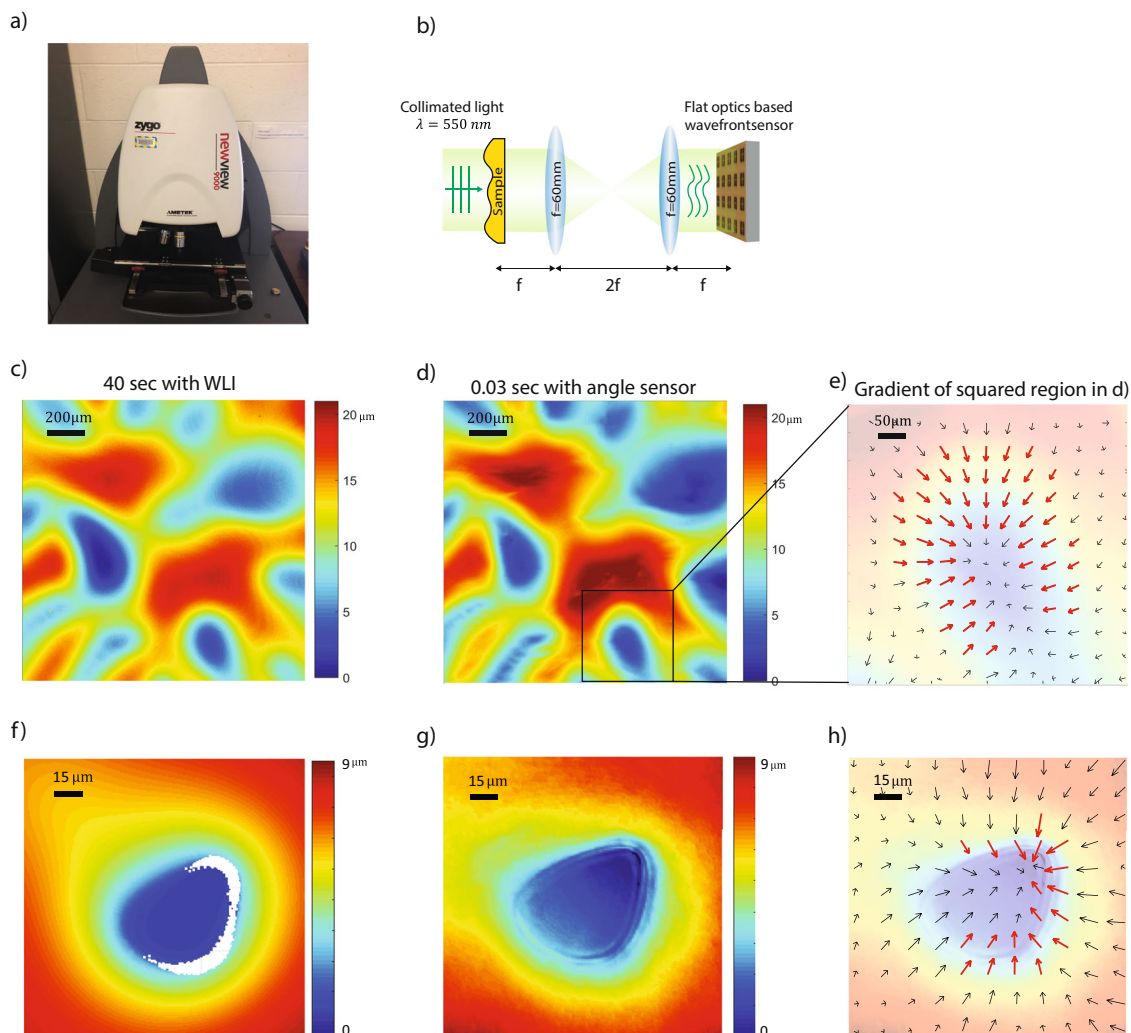 a)
zygo
newview
9000
AMETEK
b)
Collimated light
λ = 550 nm
Flat optics based
wavefrontsensor
Sample
f=60mm
f=60mm
f
2f
f
c)
40 sec with WLI
200μm
20 μm
15
10
5
0
d)
0.03 sec with angle sensor
200μm
20μm
15
10
5
0
e)
Gradient of squared region in d)
50μm
f)
15 μm
9 μm
0
g)
15 μm
9 μm
0
h)
15 μm